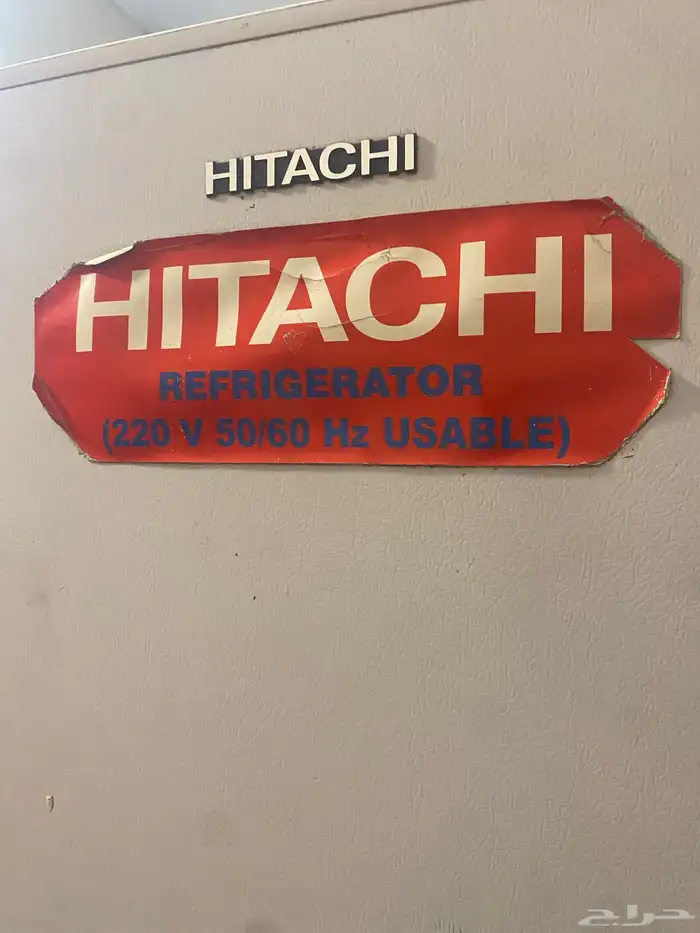 HITACHI
HITACHI
REFRIGERATOR
(220 V 50/60 Hz USABLE)
حراج